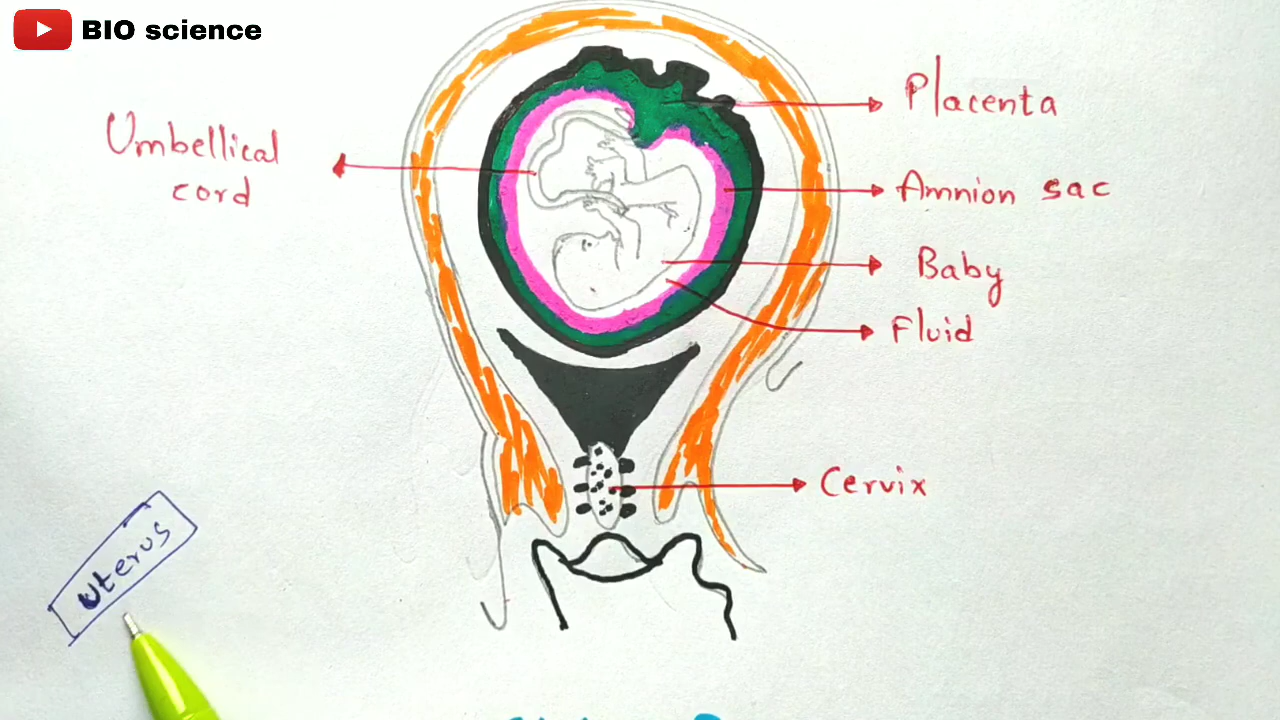 BIO science
Umbellical
cord
Placenta
Amnion sac
Baby
Fluid
Cervix
uterus